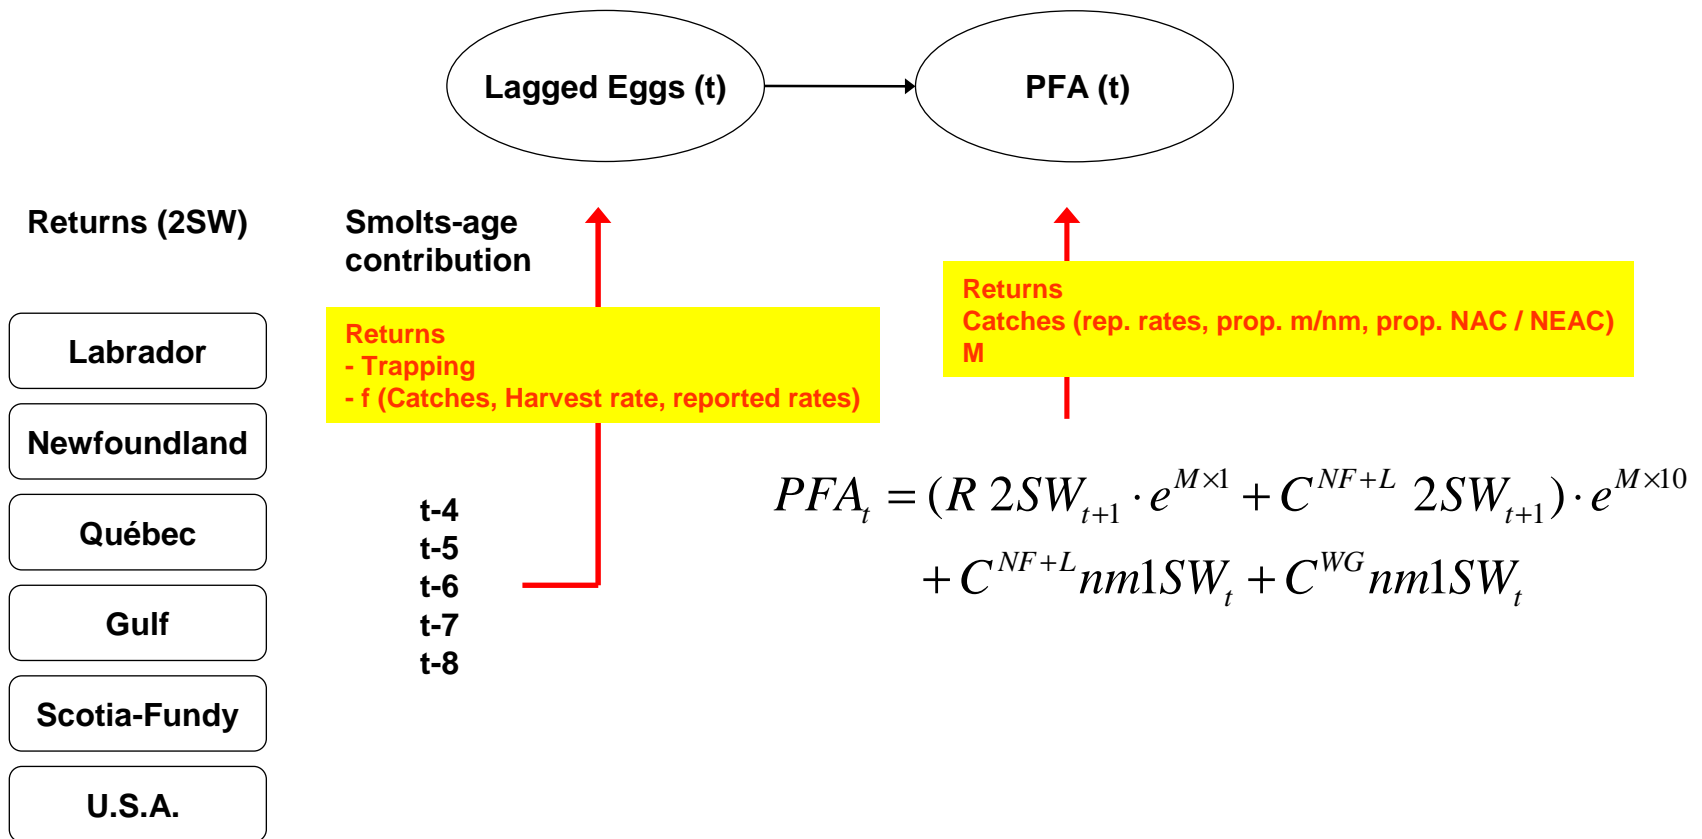 Lagged Eggs (t)
PFA (t)
Returns (2SW)
Labrador
Newfoundland
Québec
Gulf
Scotia-Fundy
U.S.A.
Smolts-age
contribution
Returns
- Trapping
- f (Catches, Harvest rate, reported rates)
t-4
t-5
t-6
t-7
t-8
Returns
Catches (rep. rates, prop. m/nm, prop. NAC / NEAC)
M
PFA_t = (R 2SW_{t+1} · e^{M×1} + C^{NF+L} 2SW_{t+1}) · e^{M×10}
+ C^{NF+L} nm1SW_t + C^{WG} nm1SW_t